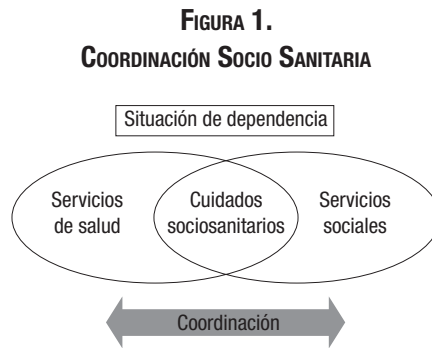 FIGURA 1.
COORDINACIÓN SOCIO SANITARIA
Situación de dependencia
Servicios
de salud
Cuidados
sociosanitarios
Servicios
sociales
Coordinación